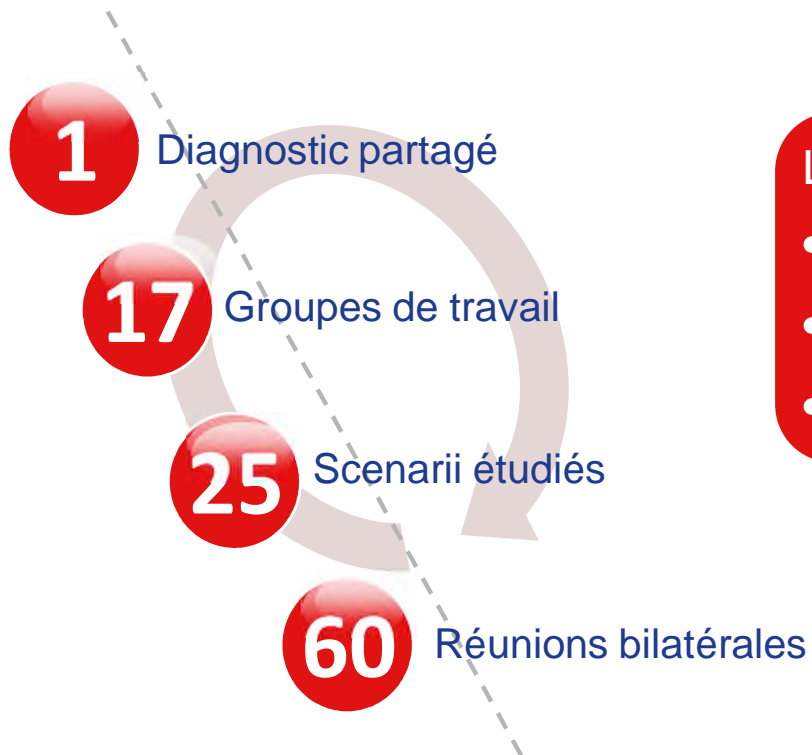 1 Diagnostic partagé
17 Groupes de travail
25 Scenarii étudiés
60 Réunions bilatérales
L
•
•
•